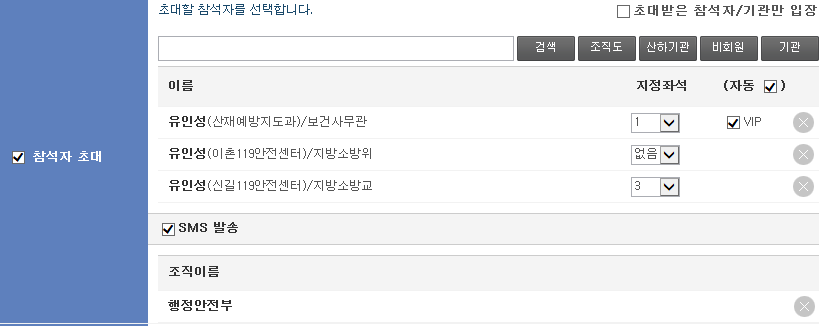 초대할 참석자를 선택합니다.
초대받은 참석자/기관만 입장
검색 조직도 산하기관 비회원 기관
이름 지정좌석 (자동 )
유인성(산재예방지도과)/보건사무관 1 VIP
유인성(이촌119안전센터)/지방소방위 없음
참석자 초대
유인성(신길119안전센터)/지방소방교 3
SMS 발송
조직이름
행정안전부